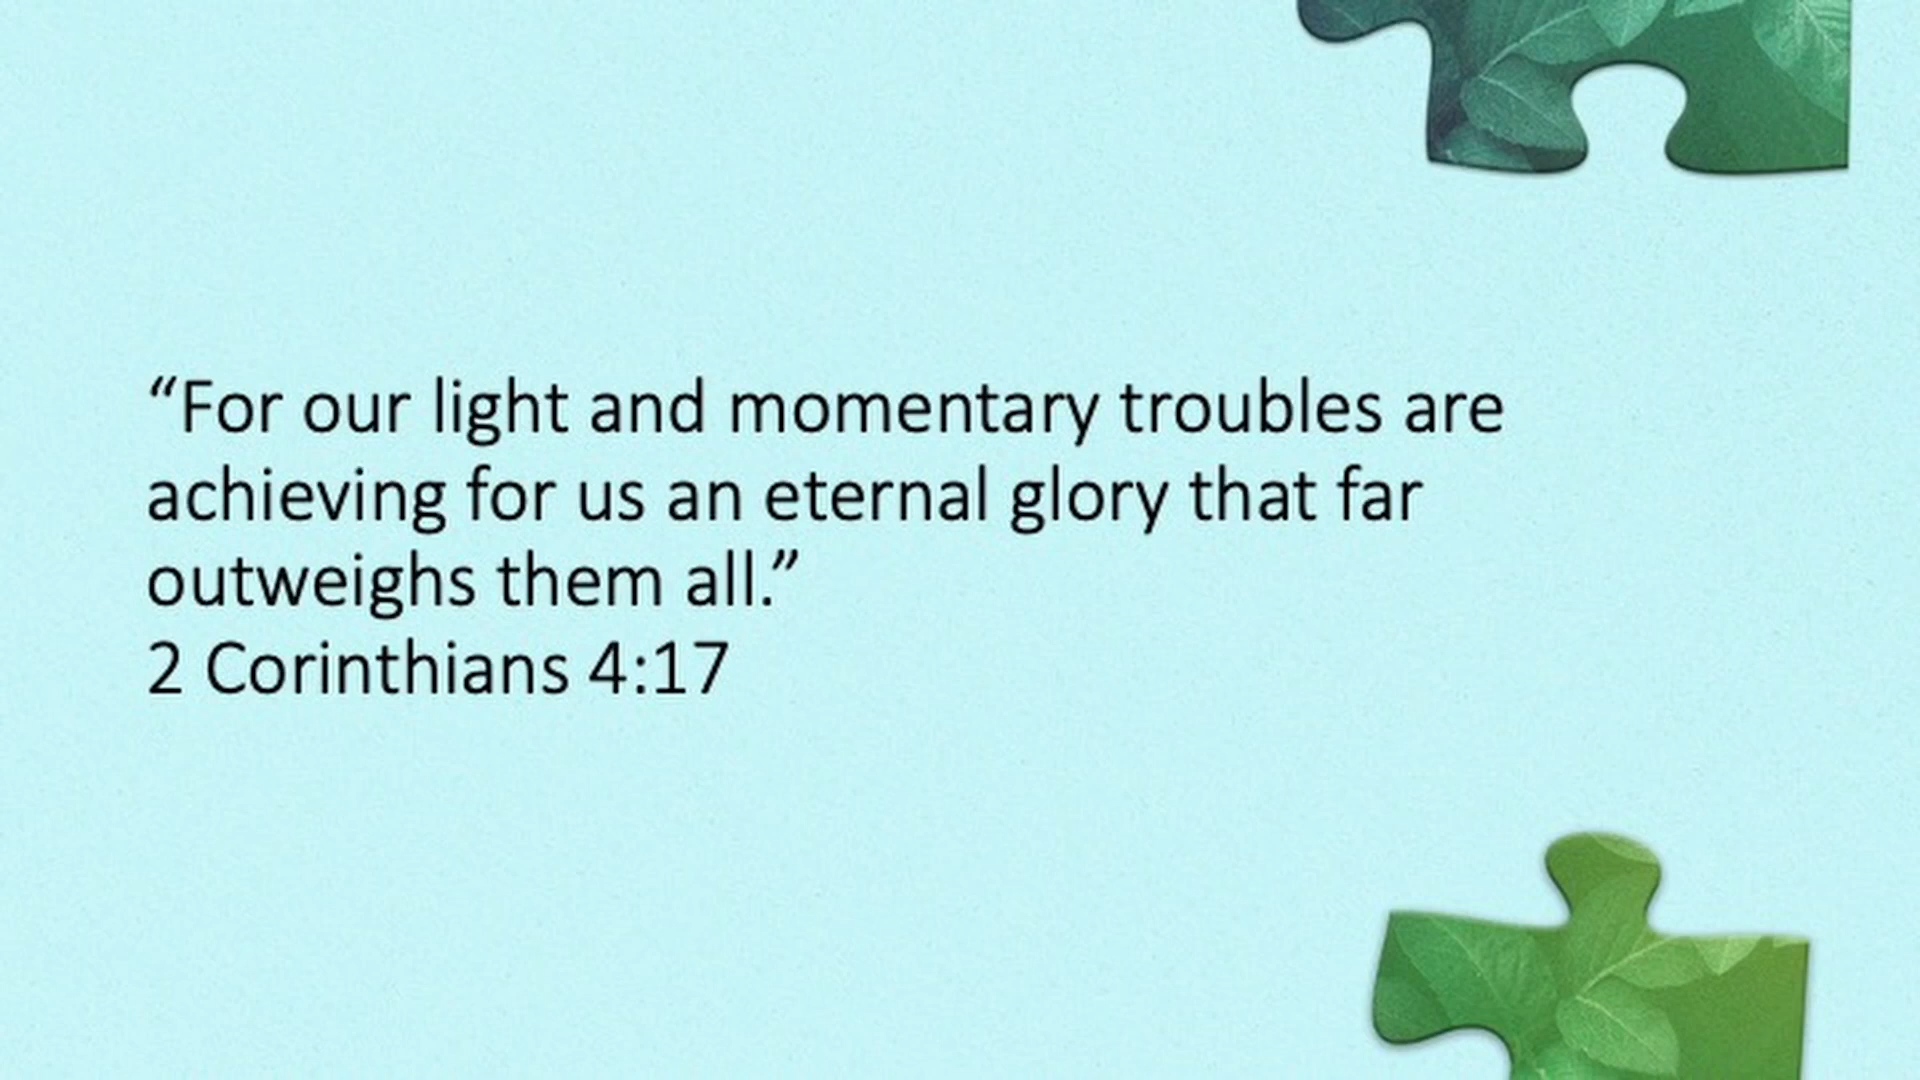 “For our light and momentary troubles are
achieving for us an eternal glory that far
outweighs them all.”
2 Corinthians 4:17